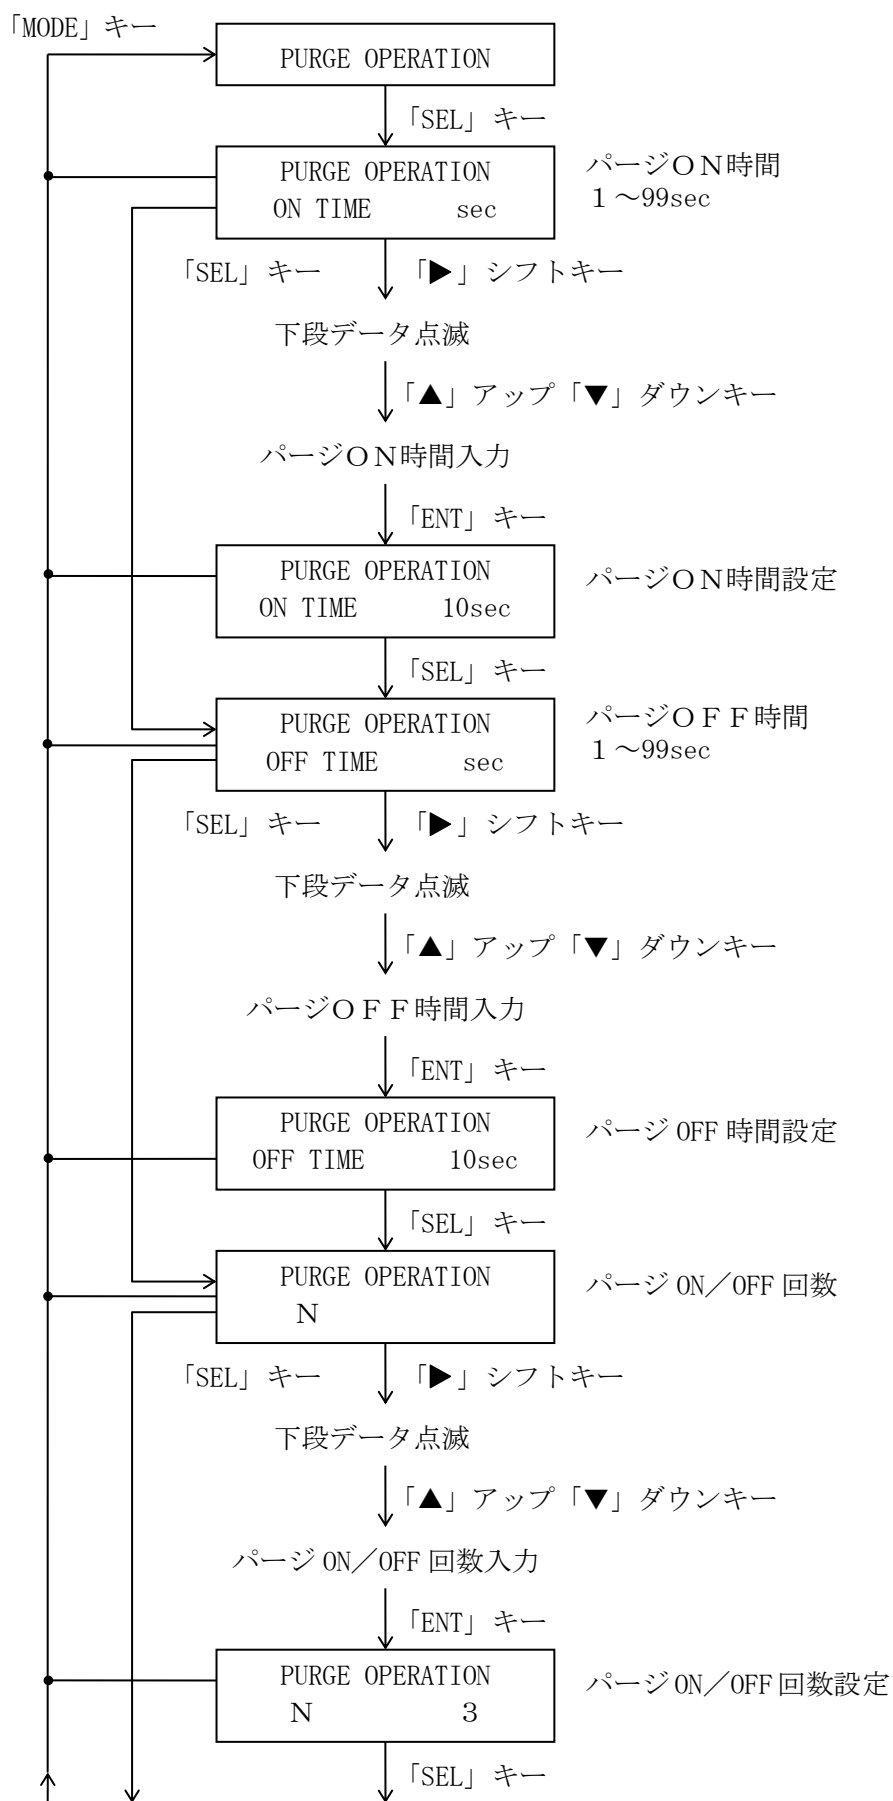 「MODE」キー
PURGE OPERATION
「SEL」キー
PURGE OPERATION
ON TIME sec
パージON時間
1～99sec
「SEL」キー 「▶」シフトキー
下段データ点滅
「▲」アップ「▼」ダウンキー
パージON時間入力
「ENT」キー
PURGE OPERATION
ON TIME 10sec
パージON時間設定
「SEL」キー
PURGE OPERATION
OFF TIME sec
パージOFF時間
1～99sec
「SEL」キー 「▶」シフトキー
下段データ点滅
「▲」アップ「▼」ダウンキー
パージOFF時間入力
「ENT」キー
PURGE OPERATION
OFF TIME 10sec
パージ OFF 時間設定
「SEL」キー
PURGE OPERATION
N
パージ ON／OFF 回数
「SEL」キー 「▶」シフトキー
下段データ点滅
「▲」アップ「▼」ダウンキー
パージ ON／OFF 回数入力
「ENT」キー
PURGE OPERATION
N 3
パージ ON／OFF 回数設定
「SEL」キー